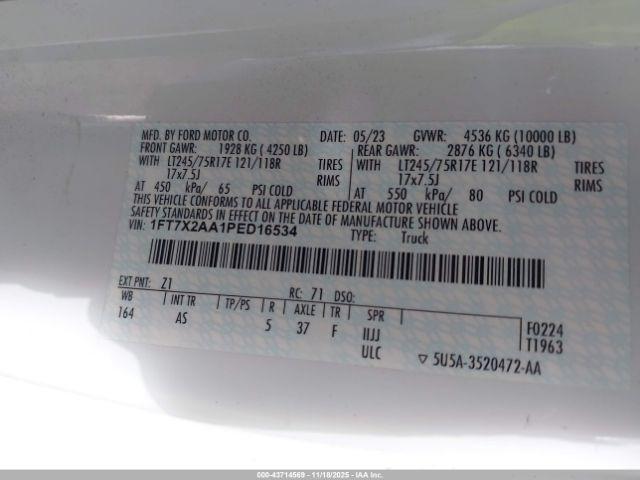 MFD. BY FORD MOTOR CO. DATE: 05/23 GVWR: 4536 KG (10000 LB)
FRONT GAWR: 1928 KG ( 4250 LB) REAR GAWR: 2876 KG ( 6340 LB)
WITH LT245/75R17E 121/118R TIRES WITH LT245/75R17E 121/118R TIRES
17x7.5J RIMS 17x7.5J RIMS
AT 450 kPa/ 65 PSI COLD AT 550 kPa/ 80 PSI COLD
THIS VEHICLE CONFORMS TO ALL APPLICABLE FEDERAL MOTOR VEHICLE
SAFETY STANDARDS IN EFFECT ON THE DATE OF MANUFACTURE SHOWN ABOVE.
VIN: 1FT7X2AA1PED16534 TYPE: Truck
EXT PNT: Z1 RC: 71 DSO:
WB INT TR TP/PS R AXLE TR SPR F0224
164 AS 5 37 F IIJJ T1963
ULC ▽ 5U5A-3520472-AA
000-43714569 - 11/18/2025 - IAAI.COM